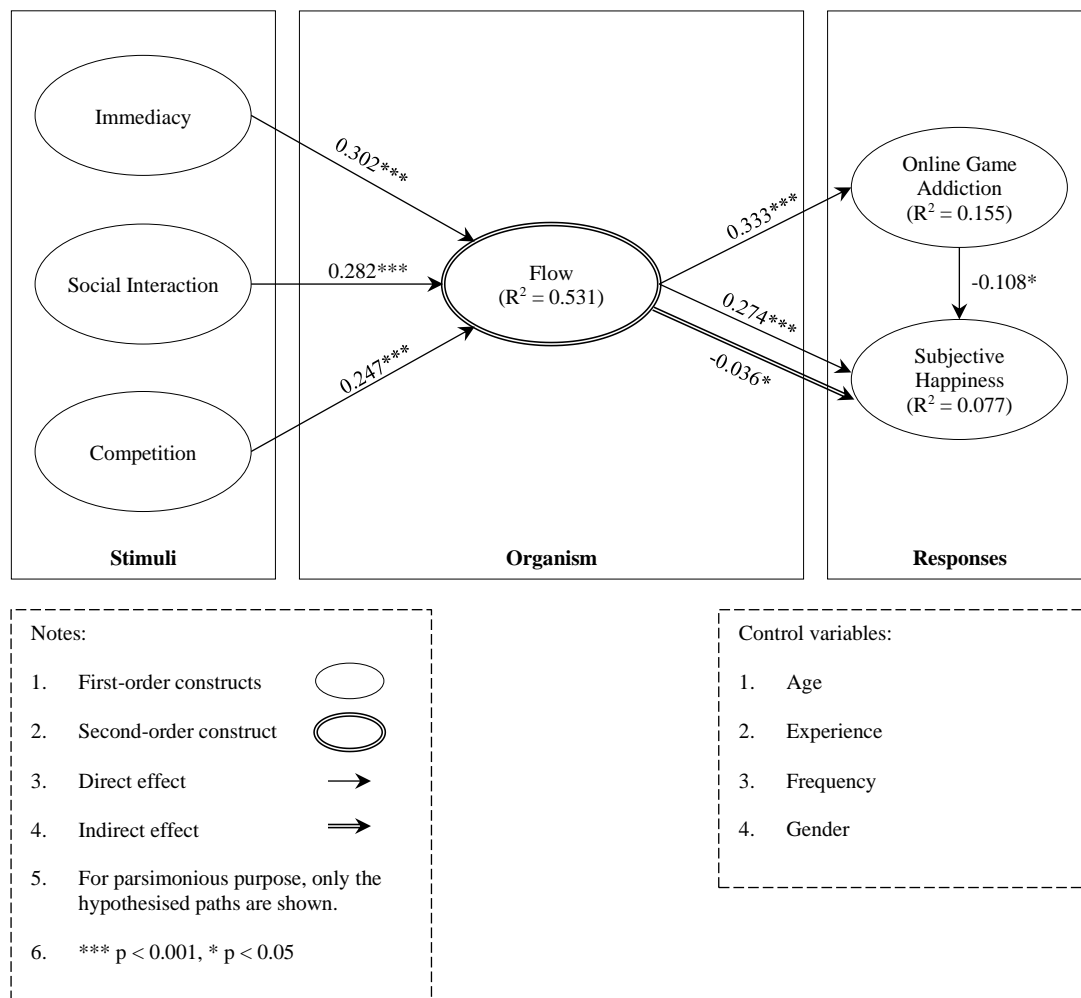 Immediacy
Social Interaction
Competition
Stimuli
0.302***
0.282***
0.247***
Flow
(R² = 0.531)
Organism
0.333***
0.274***
-0.036*
Online Game
Addiction
(R² = 0.155)
-0.108*
Subjective
Happiness
(R² = 0.077)
Responses
Notes:
1. First-order constructs
2. Second-order construct
3. Direct effect
4. Indirect effect
5. For parsimonious purpose, only the
hypothesised paths are shown.
6. *** p < 0.001, * p < 0.05
Control variables:
1. Age
2. Experience
3. Frequency
4. Gender